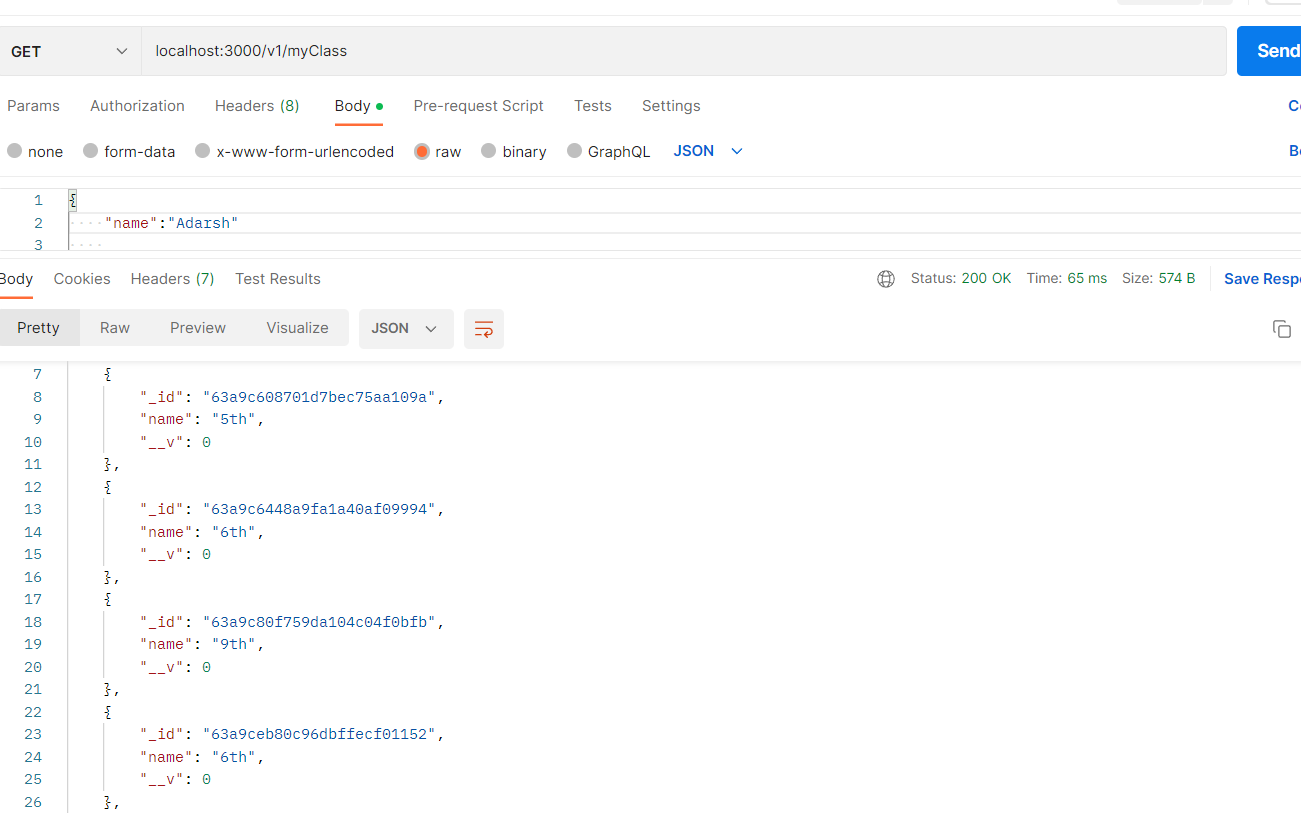 GET localhost:3000/v1/myClass Send
Params Authorization Headers (8) Body Pre-request Script Tests Settings
none form-data x-www-form-urlencoded raw binary GraphQL JSON
1 {
2 "name":"Adarsh"
3
Body Cookies Headers (7) Test Results Status: 200 OK Time: 65 ms Size: 574 B Save Resp
Pretty Raw Preview Visualize JSON
7 {
8 "_id": "63a9c608701d7bec75aa109a",
9 "name": "5th",
10 "__v": 0
11 },
12 {
13 "_id": "63a9c6448a9fa1a40af09994",
14 "name": "6th",
15 "__v": 0
16 },
17 {
18 "_id": "63a9c80f759da104c04f0bfb",
19 "name": "9th",
20 "__v": 0
21 },
22 {
23 "_id": "63a9ceb80c96dbffecf01152",
24 "name": "6th",
25 "__v": 0
26 },